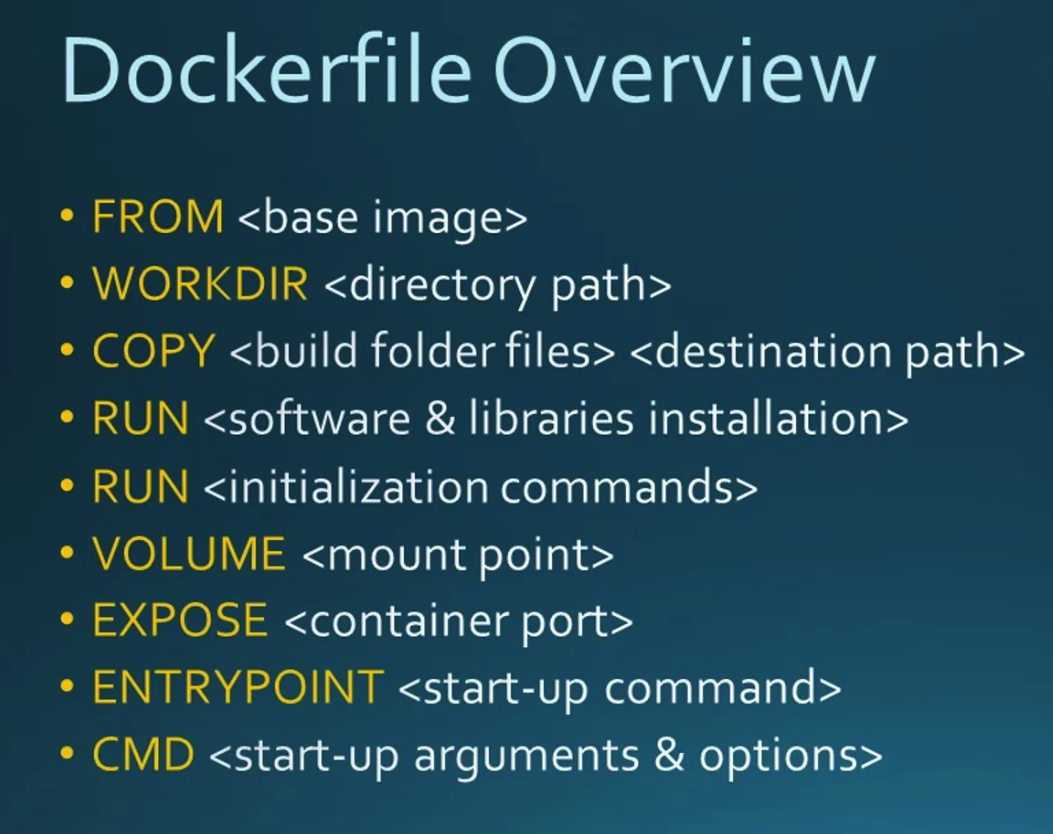 Dockerfile Overview
• FROM <base image>
• WORKDIR <directory path>
• COPY <build folder files> <destination path>
• RUN <software & libraries installation>
• RUN <initialization commands>
• VOLUME <mount point>
• EXPOSE <container port>
• ENTRYPOINT <start-up command>
• CMD <start-up arguments & options>